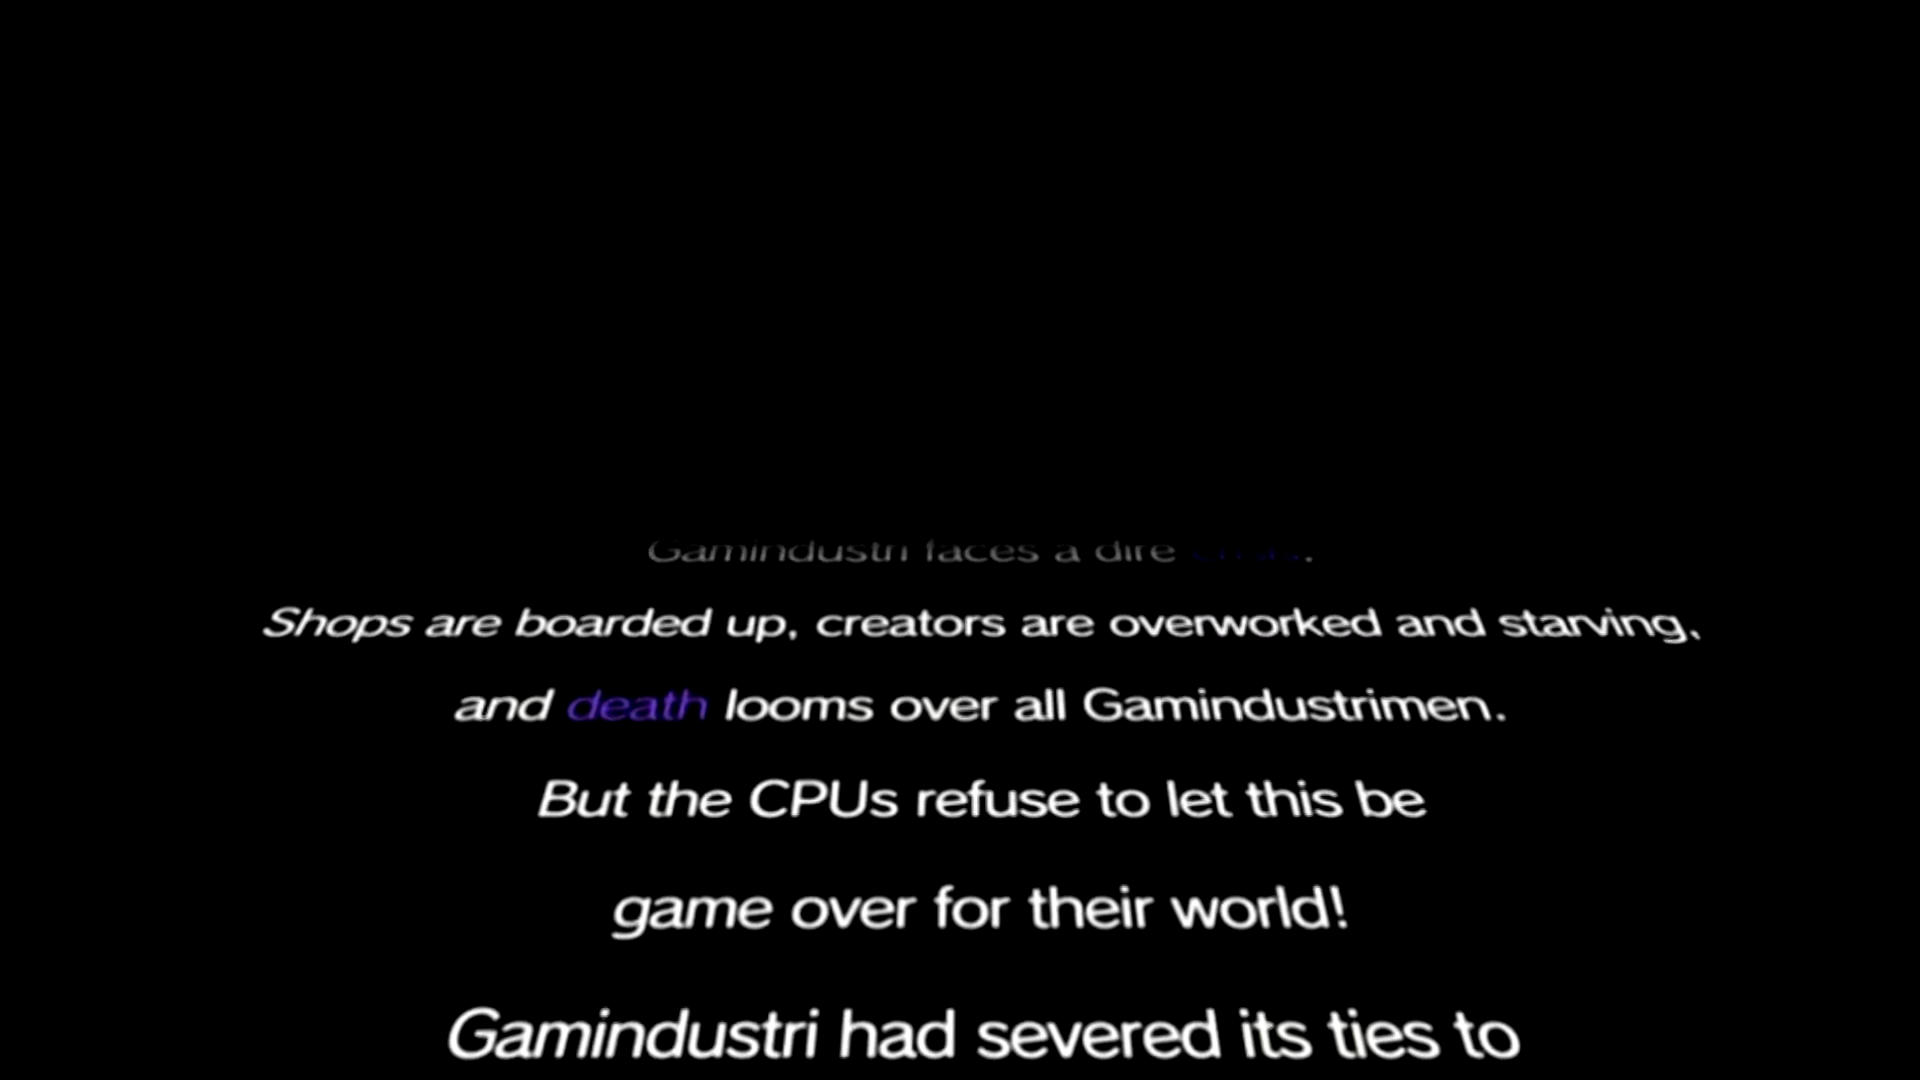 Gamindustri faces a dire .
Shops are boarded up, creators are overworked and starving,
and death looms over all Gamindustrimen.
But the CPUs refuse to let this be
game over for their world!
Gamindustri had severed its ties to